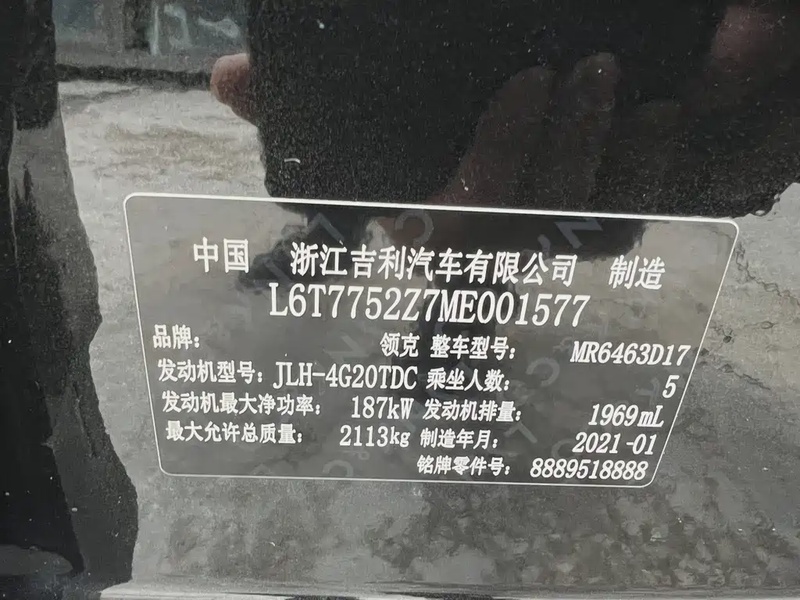 中国 浙江吉利汽车有限公司 制造
L6T7752Z7ME001577
品牌: 领克 整车型号: MR6463D17
发动机型号: JLH-4G20TDC 乘坐人数: 5
发动机最大净功率: 187kW 发动机排量: 1969mL
最大允许总质量: 2113kg 制造年月: 2021-01
铭牌零件号: 8889518888